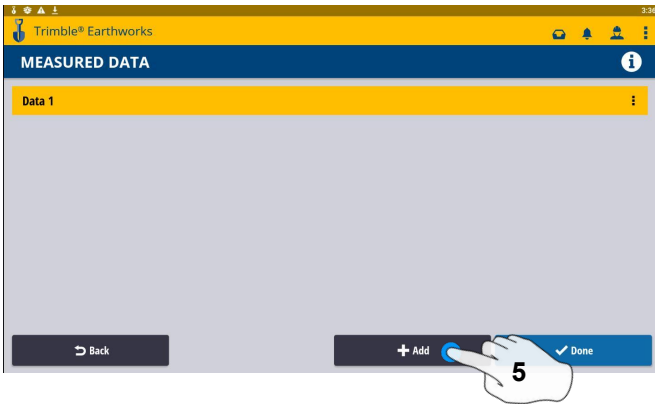 3:36
Trimble® Earthworks
MEASURED DATA
Data 1
Back
Add
Done
5